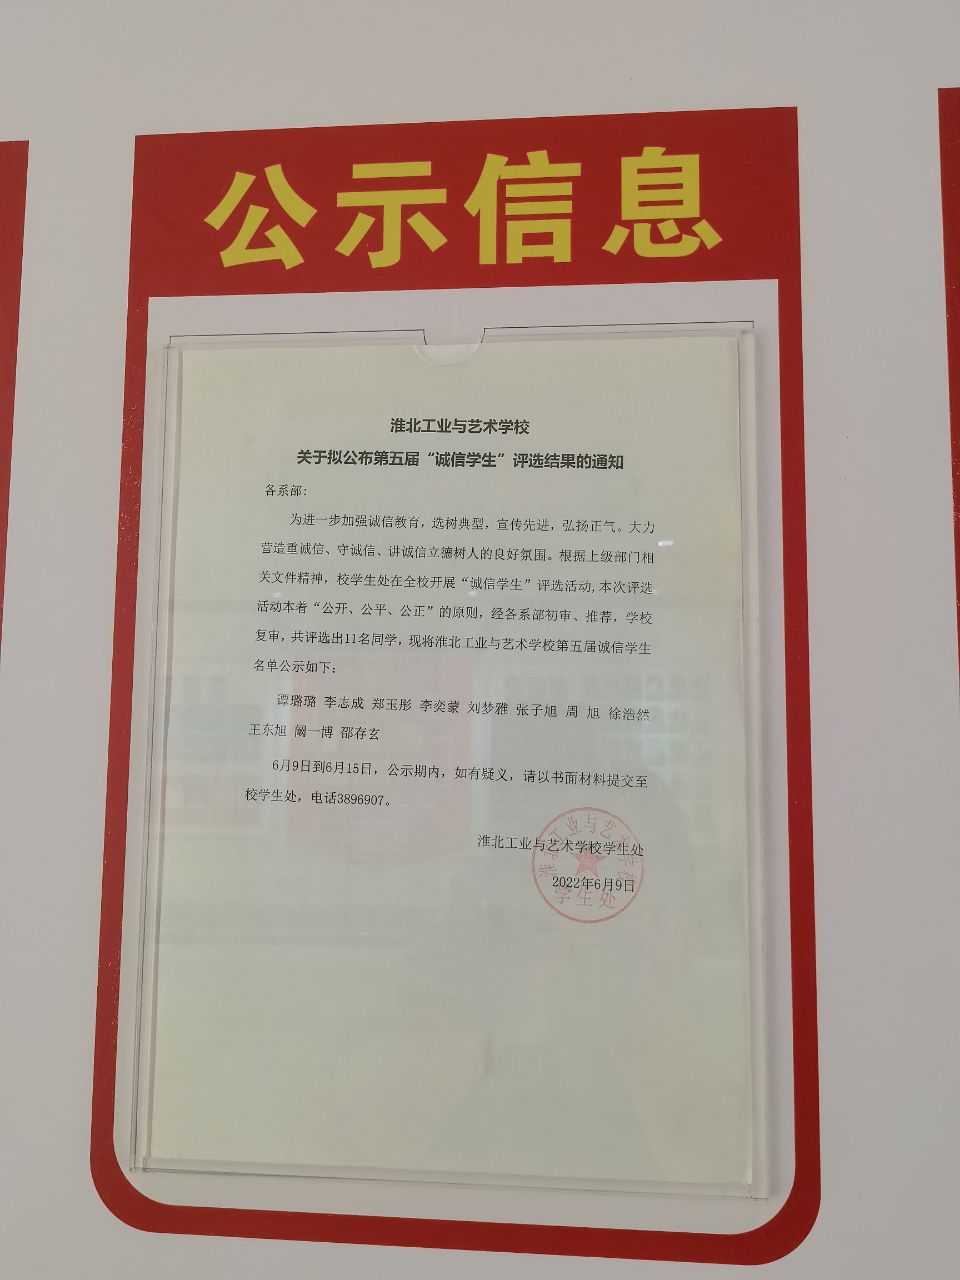 公示信息
淮北工业与艺术学校
关于拟公布第五届“诚信学生”评选结果的通知
各系部：
为进一步加强诚信教育，选树典型，宣传先进，弘扬正气。大力
营造重诚信、守诚信、讲诚信立德树人的良好氛围。根据上级部门相
关文件精神，校学生处在全校开展“诚信学生”评选活动,本次评选
活动本着“公开、公平、公正”的原则，经各系部初审、推荐，学校
复审，共评选出11名同学，现将淮北工业与艺术学校第五届诚信学生
名单公示如下：
谭璐璐 李志成 郑玉彤 李奕蒙 刘梦雅 张子旭 周 旭 徐浩然
王东旭 阚一博 邵存玄
6月9日到6月15日，公示期内，如有疑义，请以书面材料提交至
校学生处，电话3896907。
淮北工业与艺术学校学生处
2022年6月9日
淮北工业与艺术学校
学生处